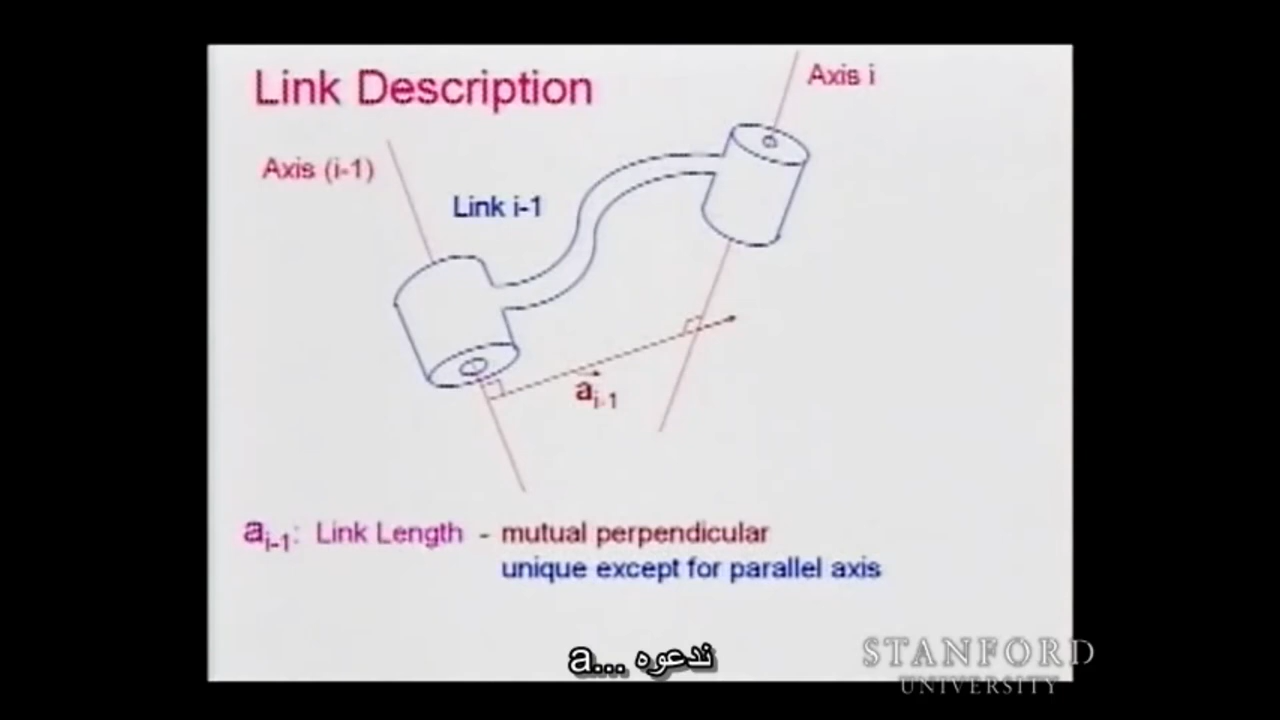 Link Description
Axis i
Axis (i-1)
Link i-1
a i-1
a i-1: Link Length - mutual perpendicular
unique except for parallel axis
ندعوه ...a
STANFORD
UNIVERSITY